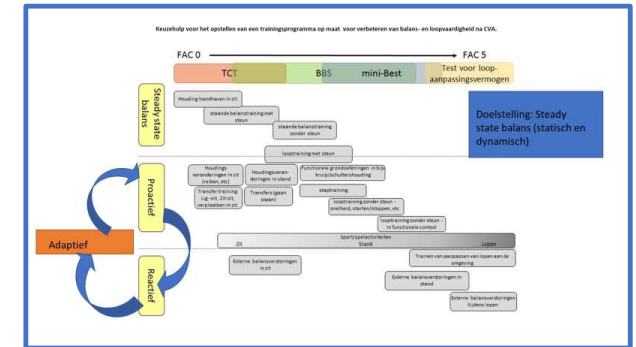 Keuzehulp voor het opstellen van een trainingsprogramma op maat voor verbeteren van balans- en loopvaardigheid na CVA.
FAC 0
FAC 5
TCT
BBS
mini-Best
Test voor loop-
aanpassingsvermogen
Steady state
balans
Houding handhaven in zit
staande balanstraining met
steun
staande balanstraining
zonder steun
looptraining met steun
Doelstelling: Steady
state balans (statisch en
dynamisch)
Proactief
Houdings
veranderingen in zit
(reiken, etc)
Houdingsveran-
deringen in stand
Functionele grondoefeningen in bijv
kruip/schuttershouding
Transfer training:
Lig-zit, Zit-zit,
verplaatsen in zit.
Transfers (gaan
staan)
staptraining
looptraining zonder steun –
snelheid, starten/stoppen, etc
looptraining zonder steun –
in functionele context
Adaptief
Sport/spelactiviteiten
Zit
Stand
Lopen
Reactief
Externe balansverstoringen
in zit
Trainen van aanpassen van lopen aan de
omgeving
Externe balansverstoringen in
stand
Externe balansverstoringen
tijdens lopen